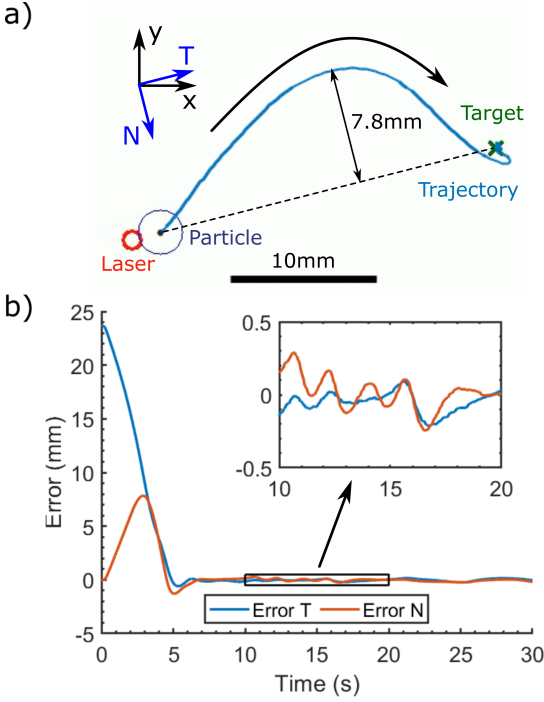 a)
y
T
x
N
7.8mm
Target
Trajectory
Particle
Laser
10mm
b)
25
20
15
10
5
0
-5
Error (mm)
0.5
0
-0.5
10
15
20
Error T
Error N
0
5
10
15
20
25
30
Time (s)